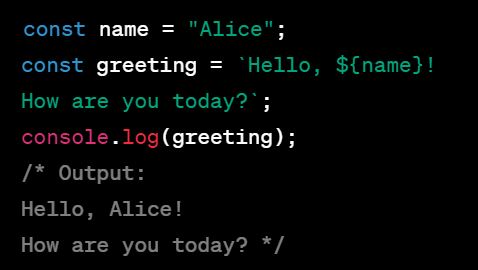 const name = "Alice";
const greeting = `Hello, ${name}!
How are you today?`;
console.log(greeting);
/* Output:
Hello, Alice!
How are you today? */